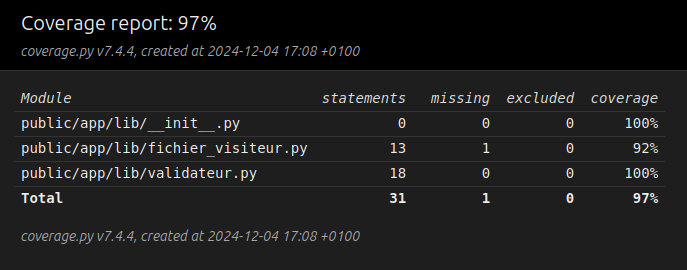 Coverage report: 97%
coverage.py v7.4.4, created at 2024-12-04 17:08 +0100
Module statements missing excluded coverage
public/app/lib/__init__.py 0 0 0 100%
public/app/lib/fichier_visiteur.py 13 1 0 92%
public/app/lib/validateur.py 18 0 0 100%
Total 31 1 0 97%
coverage.py v7.4.4, created at 2024-12-04 17:08 +0100